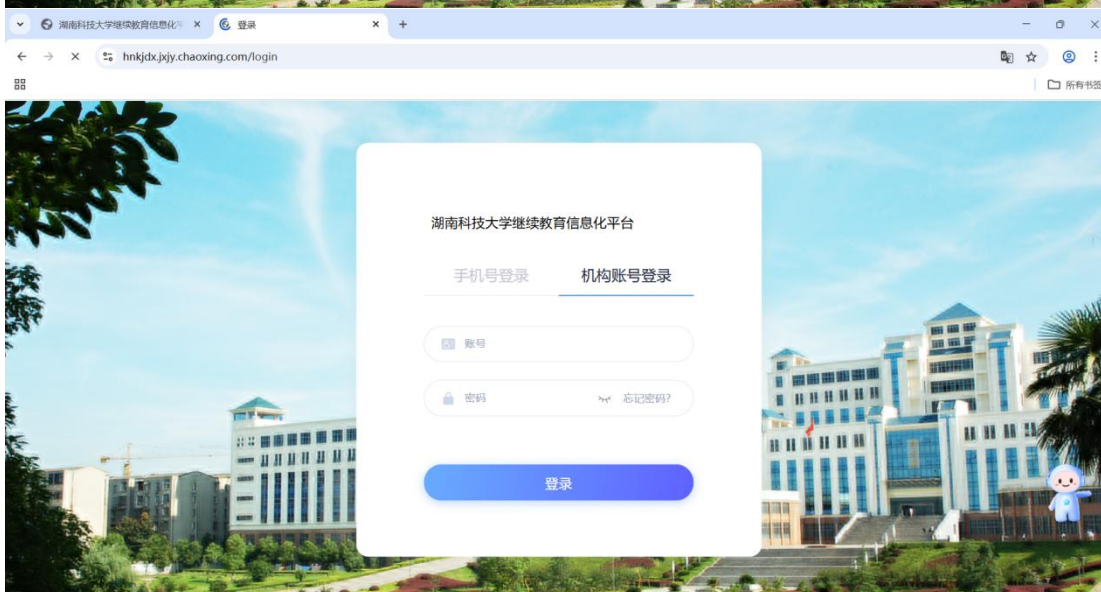 湖南科技大学继续教育信息化平
登录
hnkjdx.jxjy.chaoxing.com/login
所有书签
湖南科技大学继续教育信息化平台
手机号登录
机构账号登录
账号
密码
忘记密码?
登录